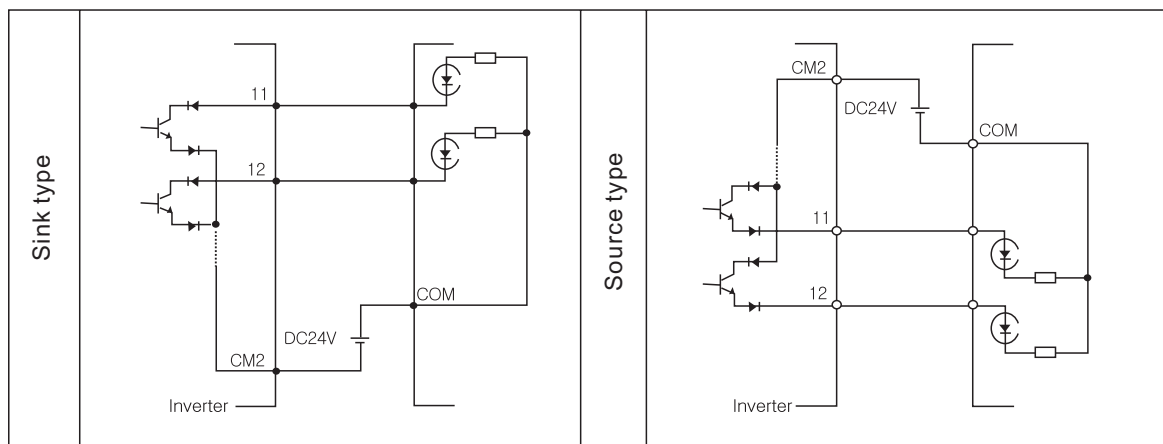 Sink type
11
12
COM
DC24V
CM2
Inverter
Source type
CM2
DC24V
COM
11
12
Inverter